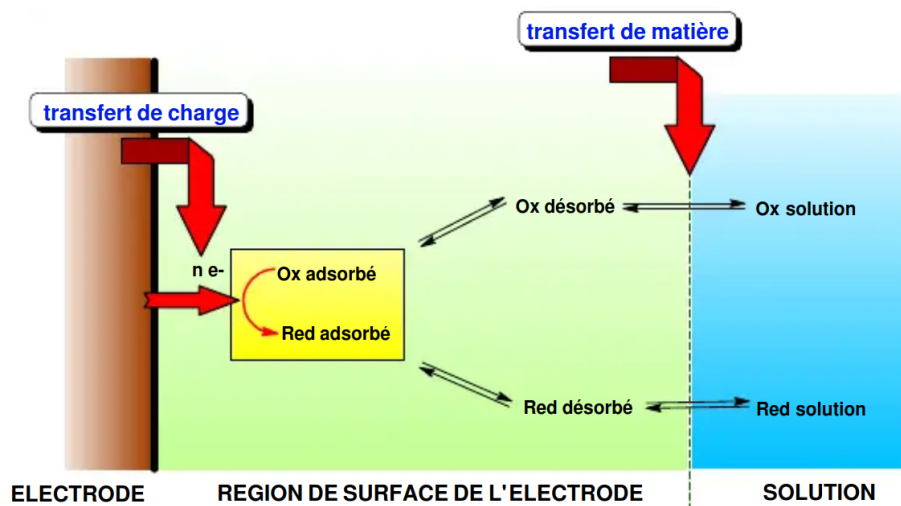 transfert de matière
transfert de charge
Ox désorbé
Ox solution
n e-
Ox adsorbé
Red adsorbé
Red désorbé
Red solution
ELECTRODE
REGION DE SURFACE DE L'ELECTRODE
SOLUTION